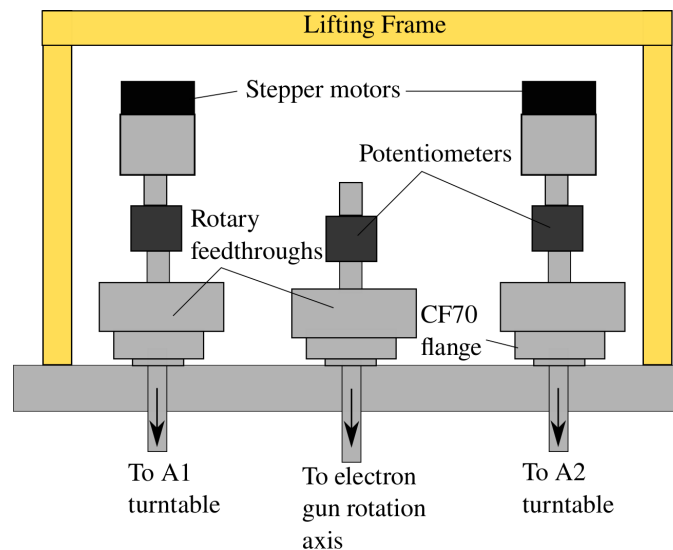 Lifting Frame
Stepper motors
Potentiometers
Rotary
feedthroughs
CF70
flange
To A1
turntable
To electron
gun rotation
axis
To A2
turntable